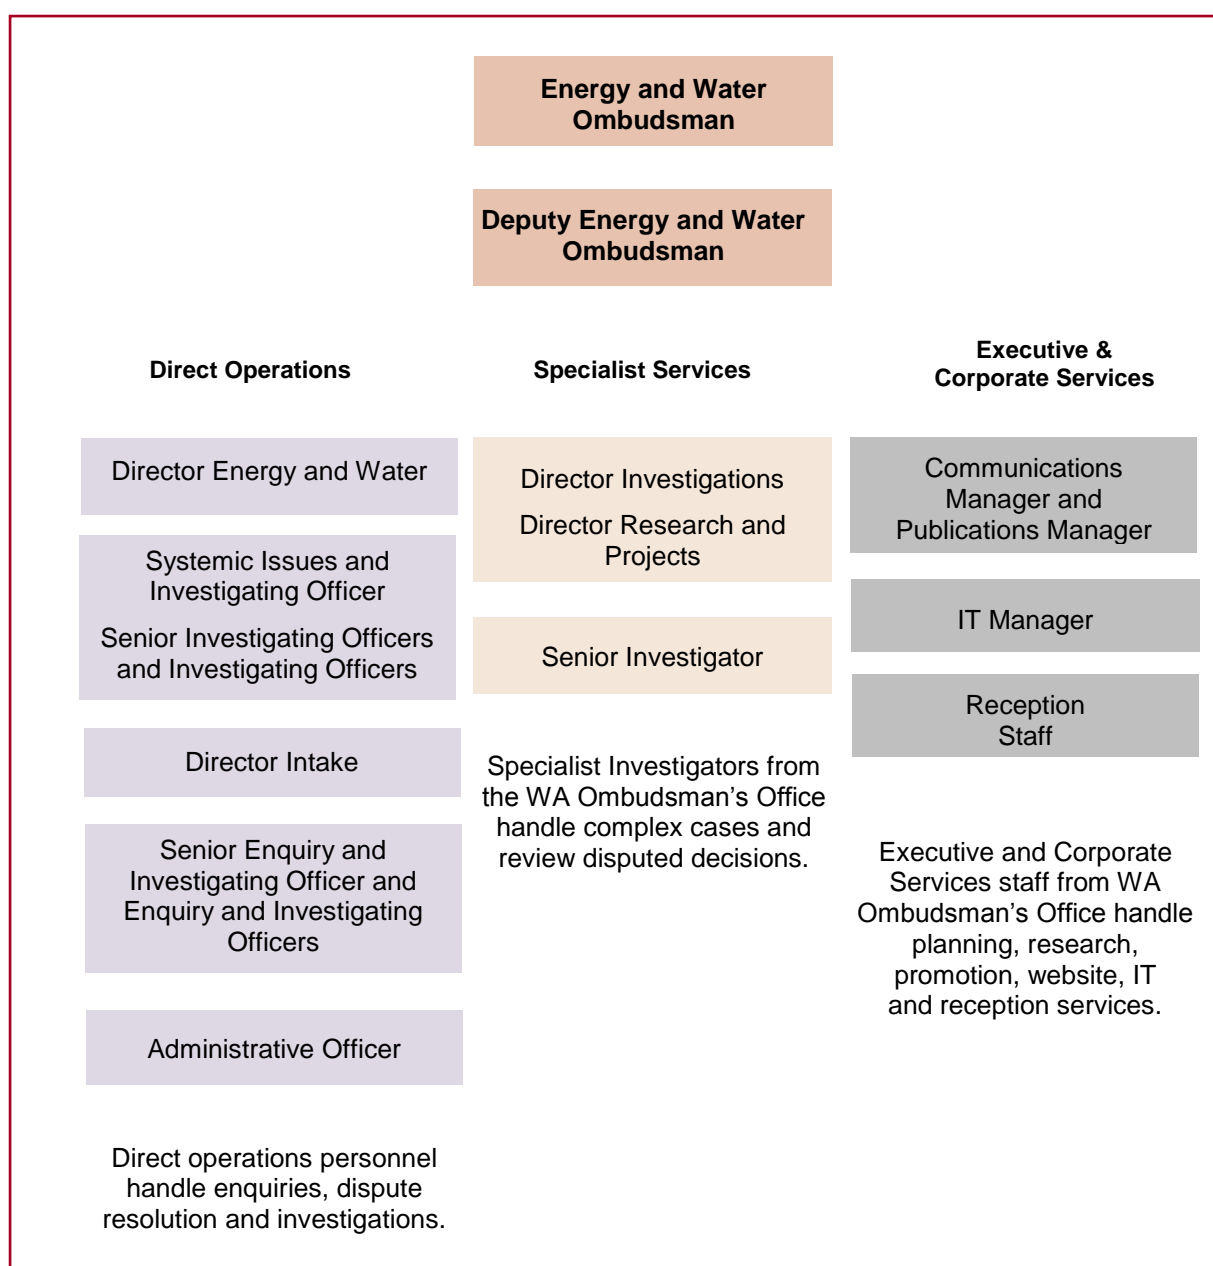 Energy and Water
Ombudsman
Deputy Energy and Water
Ombudsman
Direct Operations
Director Energy and Water
Systemic Issues and
Investigating Officer
Senior Investigating Officers
and Investigating Officers
Director Intake
Senior Enquiry and
Investigating Officer and
Enquiry and Investigating
Officers
Administrative Officer
Direct operations personnel
handle enquiries, dispute
resolution and investigations.
Specialist Services
Director Investigations
Director Research and
Projects
Senior Investigator
Specialist Investigators from
the WA Ombudsman’s Office
handle complex cases and
review disputed decisions.
Executive &
Corporate Services
Communications
Manager and
Publications Manager
IT Manager
Reception
Staff
Executive and Corporate
Services staff from WA
Ombudsman’s Office handle
planning, research,
promotion, website, IT
and reception services.